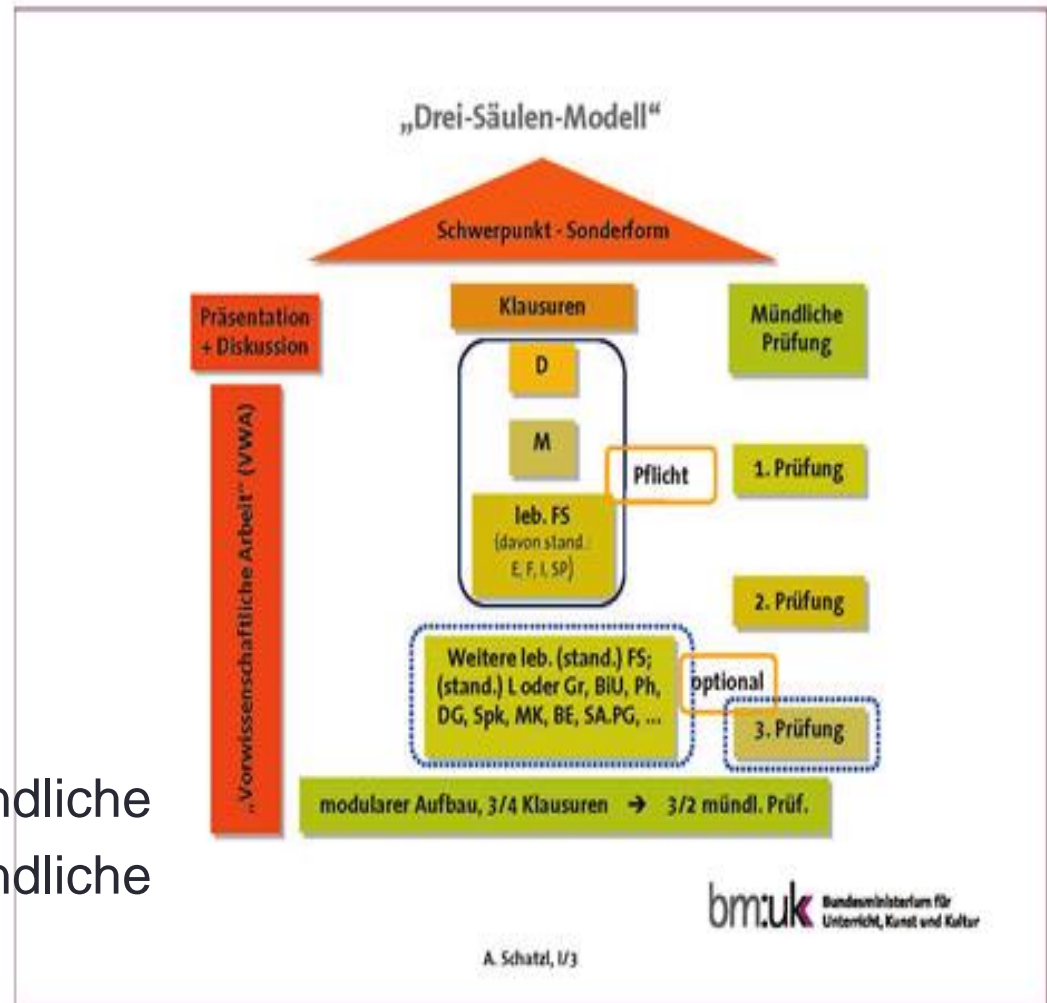 „Drei-Säulen-Modell“
Schwerpunkt - Sonderform
Präsentation
+ Diskussion
„Vorwissenschaftliche Arbeit“ (VWA)
Klausuren
D
M
leb. FS
(davon stand.:
E, F, I, SP)
Pflicht
Weitere leb. (stand.) FS;
(stand.) L oder Gr, BiU, Ph,
DG, Spk, MK, BE, SA.PG, ...
optional
Mündliche
Prüfung
1. Prüfung
2. Prüfung
3. Prüfung
modularer Aufbau, 3/4 Klausuren → 3/2 mündl. Prüf.
ndliche
ndliche
bm:uk Bundesministerium für
Unterricht, Kunst und Kultur
A. Schatzl, I/3